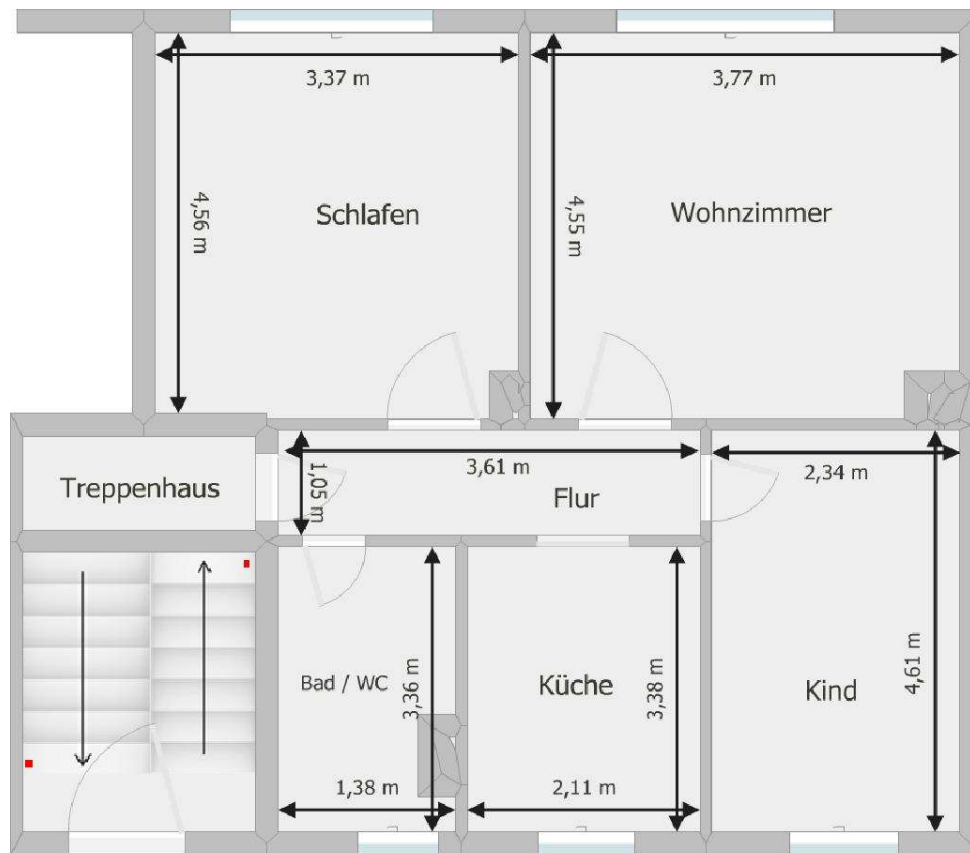 3,37 m
3,77 m
4,56 m
4,55 m
Schlafen
Wohnzimmer
Treppenhaus
1,05 m
3,61 m
Flur
2,34 m
Bad / WC
3,36 m
Küche
3,38 m
Kind
4,61 m
1,38 m
2,11 m